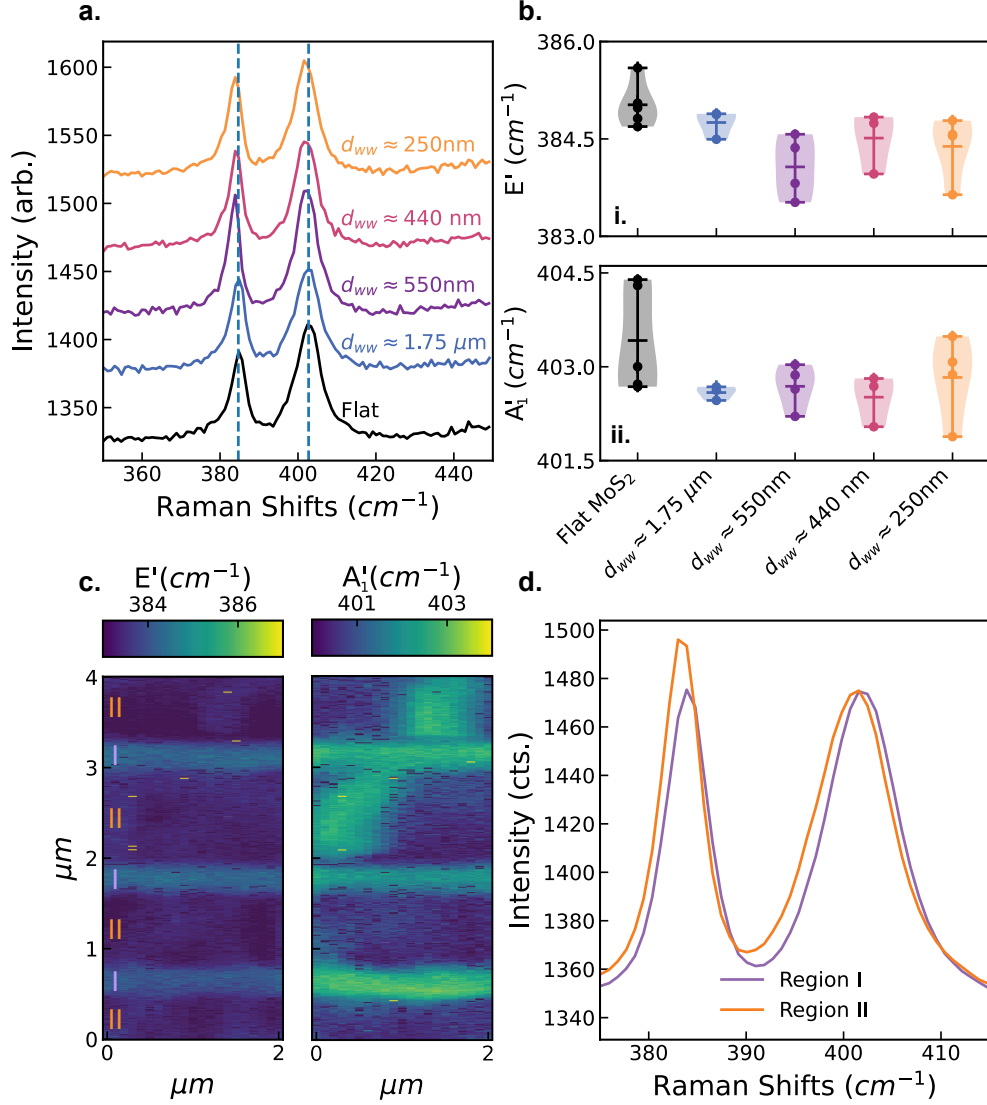 a.
1600
1550
1500
1450
1400
1350
Intensity (arb.)
d_ww ≈ 250nm
d_ww ≈ 440 nm
d_ww ≈ 550nm
d_ww ≈ 1.75 μm
Flat
360 380 400 420 440
Raman Shifts (cm⁻¹)
b.
386.0
384.5
383.0
E' (cm⁻¹)
i.
404.5
403.0
401.5
A₁' (cm⁻¹)
ii.
Flat MoS₂
d_ww ≈ 1.75 μm
d_ww ≈ 550nm
d_ww ≈ 440 nm
d_ww ≈ 250nm
c.
E'(cm⁻¹)
384 386
A₁'(cm⁻¹)
401 403
4
3
2
1
0
μm
II
I
II
I
II
I
II
0 2
μm
0 2
μm
d.
1500
1480
1460
1440
1420
1400
1380
1360
1340
Intensity (cts.)
Region I
Region II
380 390 400 410
Raman Shifts (cm⁻¹)